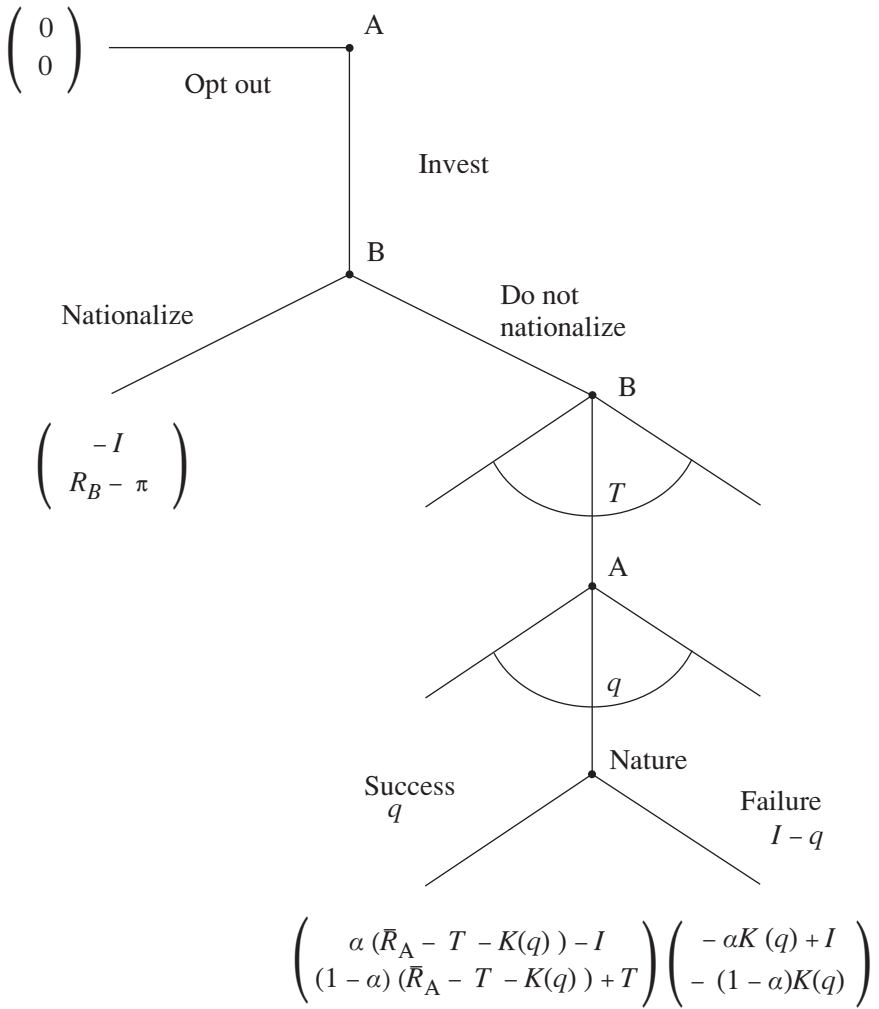 A
0
0
Opt out
Invest
B
Nationalize
Do not
nationalize
B
– I
R_B – π
T
A
q
Nature
Success
q
Failure
I – q
α (R̄_A – T – K(q) ) – I
(1 – α) (R̄_A – T – K(q) ) + T
– αK (q) + I
– (1 – α)K(q)